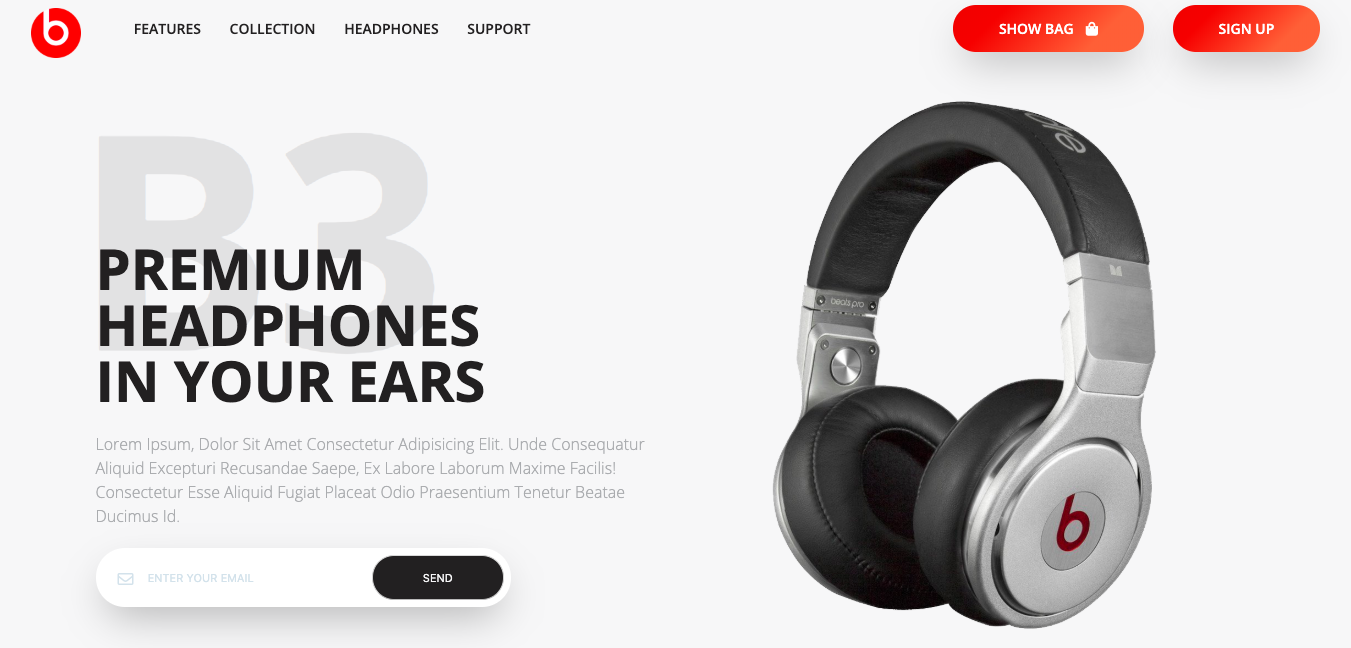 FEATURES COLLECTION HEADPHONES SUPPORT SHOW BAG SIGN UP
B3
PREMIUM
HEADPHONES
IN YOUR EARS
Lorem Ipsum, Dolor Sit Amet Consectetur Adipisicing Elit. Unde Consequatur
Aliquid Excepturi Recusandae Saepe, Ex Labore Laborum Maxime Facilis!
Consectetur Esse Aliquid Fugiat Placeat Odio Praesentium Tenetur Beatae
Ducimus Id.
ENTER YOUR EMAIL SEND
beats pro
b